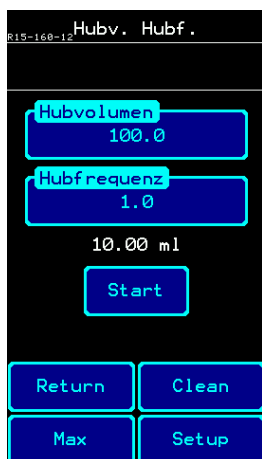 R15-160-12 Hubv. Hubf.
Hubvolumen
100.0
Hubfrequenz
1.0
10.00 ml
Start
Return Clean
Max Setup